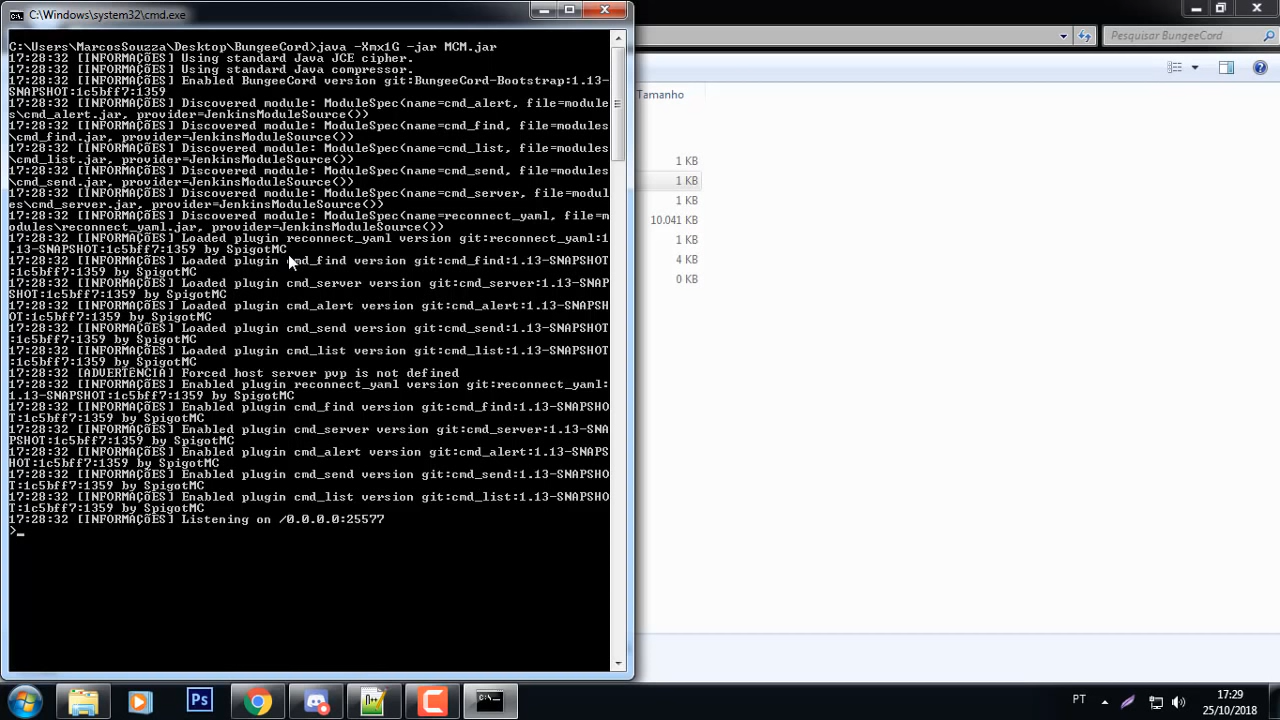 C:\Windows\system32\cmd.exe
C:\Users\MarcosSouzza\Desktop\BungeeCord>java -Xmx1G -jar MCM.jar
17:28:32 [INFORMAÇÕES] Using standard Java JCE cipher.
17:28:32 [INFORMAÇÕES] Using standard Java compressor.
17:28:32 [INFORMAÇÕES] Enabled BungeeCord version git:BungeeCord-Bootstrap:1.13-
SNAPSHOT:1c5bff7:1359
17:28:32 [INFORMAÇÕES] Discovered module: ModuleSpec(name=cmd_alert, file=module
s\cmd_alert.jar, provider=JenkinsModuleSource())
17:28:32 [INFORMAÇÕES] Discovered module: ModuleSpec(name=cmd_find, file=modules
\cmd_find.jar, provider=JenkinsModuleSource())
17:28:32 [INFORMAÇÕES] Discovered module: ModuleSpec(name=cmd_list, file=modules
\cmd_list.jar, provider=JenkinsModuleSource())
17:28:32 [INFORMAÇÕES] Discovered module: ModuleSpec(name=cmd_send, file=modules
\cmd_send.jar, provider=JenkinsModuleSource())
17:28:32 [INFORMAÇÕES] Discovered module: ModuleSpec(name=cmd_server, file=modul
es\cmd_server.jar, provider=JenkinsModuleSource())
17:28:32 [INFORMAÇÕES] Discovered module: ModuleSpec(name=reconnect_yaml, file=m
odules\reconnect_yaml.jar, provider=JenkinsModuleSource())
17:28:32 [INFORMAÇÕES] Loaded plugin reconnect_yaml version git:reconnect_yaml:1
.13-SNAPSHOT:1c5bff7:1359 by SpigotMC
17:28:32 [INFORMAÇÕES] Loaded plugin cmd_find version git:cmd_find:1.13-SNAPSHOT
:1c5bff7:1359 by SpigotMC
17:28:32 [INFORMAÇÕES] Loaded plugin cmd_server version git:cmd_server:1.13-SNAP
SHOT:1c5bff7:1359 by SpigotMC
17:28:32 [INFORMAÇÕES] Loaded plugin cmd_alert version git:cmd_alert:1.13-SNAPSH
OT:1c5bff7:1359 by SpigotMC
17:28:32 [INFORMAÇÕES] Loaded plugin cmd_send version git:cmd_send:1.13-SNAPSHOT
:1c5bff7:1359 by SpigotMC
17:28:32 [INFORMAÇÕES] Loaded plugin cmd_list version git:cmd_list:1.13-SNAPSHOT
:1c5bff7:1359 by SpigotMC
17:28:32 [ADVERTÊNCIA] Forced host server pvp is not defined
17:28:32 [INFORMAÇÕES] Enabled plugin reconnect_yaml version git:reconnect_yaml:
1.13-SNAPSHOT:1c5bff7:1359 by SpigotMC
17:28:32 [INFORMAÇÕES] Enabled plugin cmd_find version git:cmd_find:1.13-SNAPSHO
T:1c5bff7:1359 by SpigotMC
17:28:32 [INFORMAÇÕES] Enabled plugin cmd_server version git:cmd_server:1.13-SNA
PSHOT:1c5bff7:1359 by SpigotMC
17:28:32 [INFORMAÇÕES] Enabled plugin cmd_alert version git:cmd_alert:1.13-SNAPS
HOT:1c5bff7:1359 by SpigotMC
17:28:32 [INFORMAÇÕES] Enabled plugin cmd_send version git:cmd_send:1.13-SNAPSHO
T:1c5bff7:1359 by SpigotMC
17:28:32 [INFORMAÇÕES] Enabled plugin cmd_list version git:cmd_list:1.13-SNAPSHO
T:1c5bff7:1359 by SpigotMC
17:28:32 [INFORMAÇÕES] Listening on /0.0.0.0:25577
>_
Pesquisar BungeeCord
Tamanho
1 KB
1 KB
1 KB
10.041 KB
1 KB
4 KB
0 KB
Ps
PT
17:29
25/10/2018